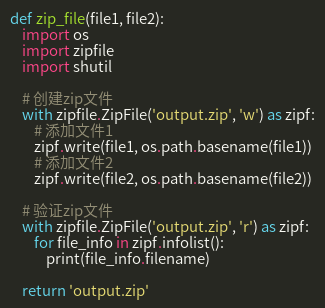 def zip_file(file1, file2):
    import os
    import zipfile
    import shutil

    # 创建zip文件
    with zipfile.ZipFile('output.zip', 'w') as zipf:
        # 添加文件1
        zipf.write(file1, os.path.basename(file1))
        # 添加文件2
        zipf.write(file2, os.path.basename(file2))

    # 验证zip文件
    with zipfile.ZipFile('output.zip', 'r') as zipf:
        for file_info in zipf.infolist():
            print(file_info.filename)

    return 'output.zip'